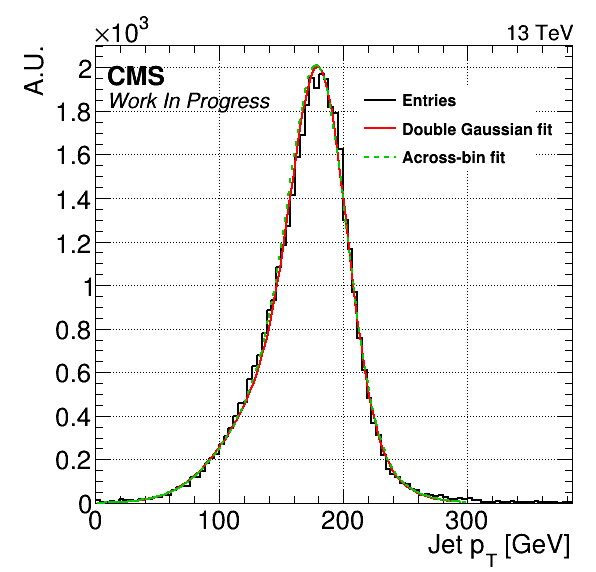 ×10³
13 TeV
A.U.
CMS
Work In Progress
Entries
Double Gaussian fit
Across-bin fit
2
1.8
1.6
1.4
1.2
1
0.8
0.6
0.4
0.2
0
0 100 200 300
Jet p_T [GeV]